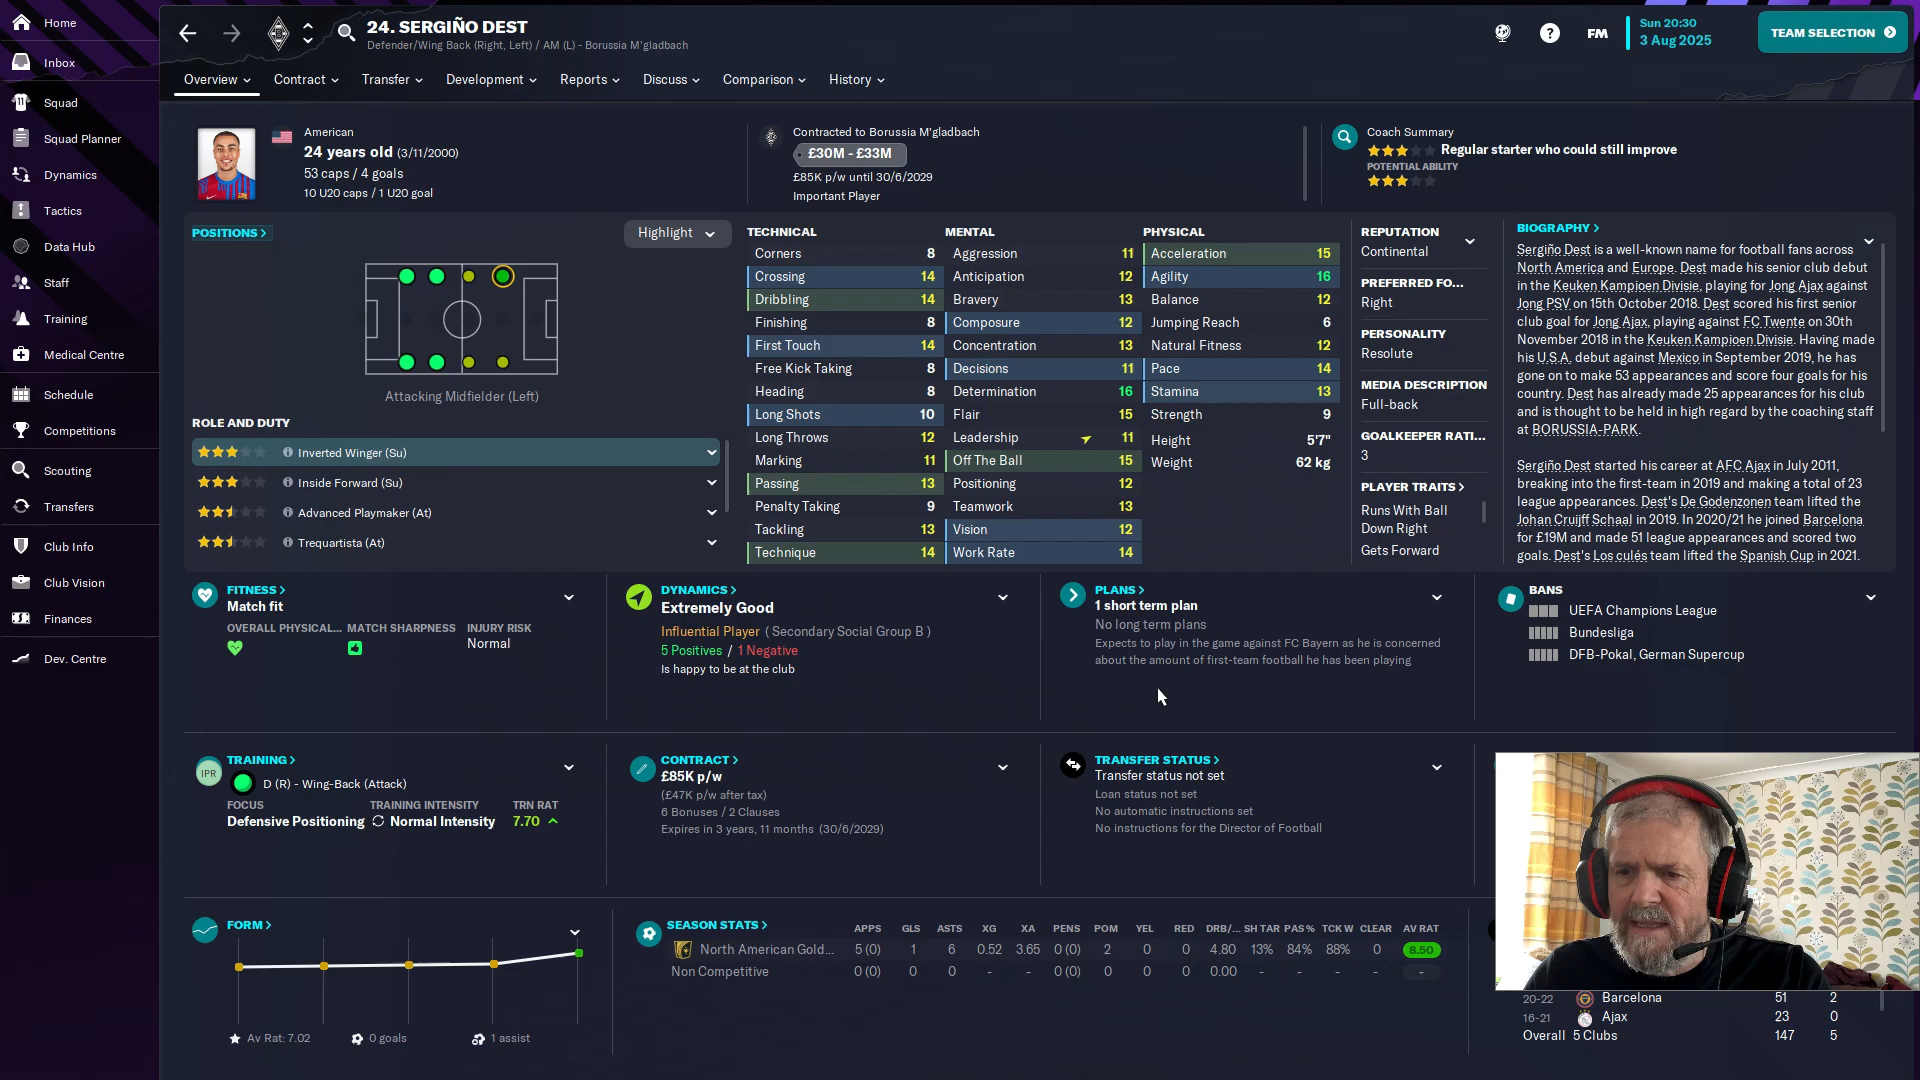 Home
Inbox
Squad
Squad Planner
Dynamics
Tactics
Data Hub
Staff
Training
Medical Centre
Schedule
Competitions
Scouting
Transfers
Club Info
Club Vision
Finances
Dev. Centre
24. SERGIÑO DEST
Defender/Wing Back (Right, Left) / AM (L) - Borussia M'gladbach
FM
Sun 20:30
3 Aug 2025
TEAM SELECTION
Overview Contract Transfer Development Reports Discuss Comparison History
American
24 years old (3/11/2000)
53 caps / 4 goals
10 U20 caps / 1 U20 goal
Contracted to Borussia M'gladbach
£30M - £33M
£85K p/w until 30/6/2029
Important Player
Coach Summary
Regular starter who could still improve
POTENTIAL ABILITY
POSITIONS
Highlight
Attacking Midfielder (Left)
ROLE AND DUTY
Inverted Winger (Su)
Inside Forward (Su)
Advanced Playmaker (At)
Trequartista (At)
TECHNICAL
Corners 8
Crossing 14
Dribbling 14
Finishing 8
First Touch 14
Free Kick Taking 8
Heading 8
Long Shots 10
Long Throws 12
Marking 11
Passing 13
Penalty Taking 9
Tackling 13
Technique 14
MENTAL
Aggression 11
Anticipation 12
Bravery 13
Composure 12
Concentration 13
Decisions 11
Determination 16
Flair 15
Leadership 11
Off The Ball 15
Positioning 12
Teamwork 13
Vision 12
Work Rate 14
PHYSICAL
Acceleration 15
Agility 16
Balance 12
Jumping Reach 6
Natural Fitness 12
Pace 14
Stamina 13
Strength 9
Height 5'7"
Weight 62 kg
REPUTATION
Continental
PREFERRED FO...
Right
PERSONALITY
Resolute
MEDIA DESCRIPTION
Full-back
GOALKEEPER RATI...
3
PLAYER TRAITS
Runs With Ball
Down Right
Gets Forward
BIOGRAPHY
Sergiño Dest is a well-known name for football fans across
North America and Europe. Dest made his senior club debut
in the Keuken Kampioen Divisie, playing for Jong Ajax against
Jong PSV on 15th October 2018. Dest scored his first senior
club goal for Jong Ajax, playing against FC Twente on 30th
November 2018 in the Keuken Kampioen Divisie. Having made
his U.S.A. debut against Mexico in September 2019, he has
gone on to make 53 appearances and score four goals for his
country. Dest has already made 25 appearances for his club
and is thought to be held in high regard by the coaching staff
at BORUSSIA-PARK.
Sergiño Dest started his career at AFC Ajax in July 2011,
breaking into the first-team in 2019 and making a total of 23
league appearances. Dest's De Godenzonen team lifted the
Johan Cruijff Schaal in 2019. In 2020/21 he joined Barcelona
for £19M and made 51 league appearances and scored two
goals. Dest's Los culés team lifted the Spanish Cup in 2021.
FITNESS
Match fit
OVERALL PHYSICAL... MATCH SHARPNESS INJURY RISK
Normal
DYNAMICS
Extremely Good
Influential Player ( Secondary Social Group B )
5 Positives / 1 Negative
Is happy to be at the club
PLANS
1 short term plan
No long term plans
Expects to play in the game against FC Bayern as he is concerned
about the amount of first-team football he has been playing
BANS
UEFA Champions League
Bundesliga
DFB-Pokal, German Supercup
TRAINING
IPR
D (R) - Wing-Back (Attack)
FOCUS TRAINING INTENSITY TRN RAT
Defensive Positioning Normal Intensity 7.70
CONTRACT
£85K p/w
(£47K p/w after tax)
6 Bonuses / 2 Clauses
Expires in 3 years, 11 months (30/6/2029)
TRANSFER STATUS
Transfer status not set
Loan status not set
No automatic instructions set
No instructions for the Director of Football
FORM
Av Rat: 7.02 0 goals 1 assist
SEASON STATS APPS GLS ASTS XG XA PENS POM YEL RED DRB/... SH TAR PAS % TCK W CLEAR AV RAT
North American Gold... 5 (0) 1 6 0.52 3.65 0 (0) 2 0 0 4.80 13% 84% 88% 0 8.50
Non Competitive 0 (0) 0 0 - - 0 (0) 0 0 0 0.00 - - - - -
20-22 Barcelona 51 2
16-21 Ajax 23 0
Overall 5 Clubs 147 5